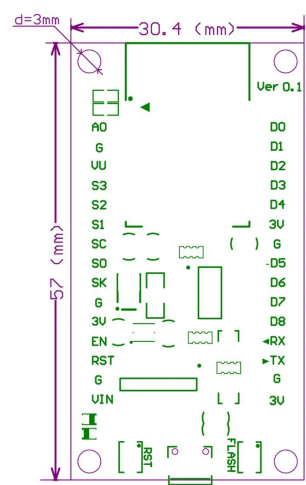 d=3mm
30.4 (mm)
Ver 0.1
57 (mm)
A0 D0
G D1
VU D2
S3 D3
S2 D4
S1 3V
SC G
SO D5
SK D6
G D7
3V D8
EN RX
RST TX
G G
VIN 3V
RST
FLASH